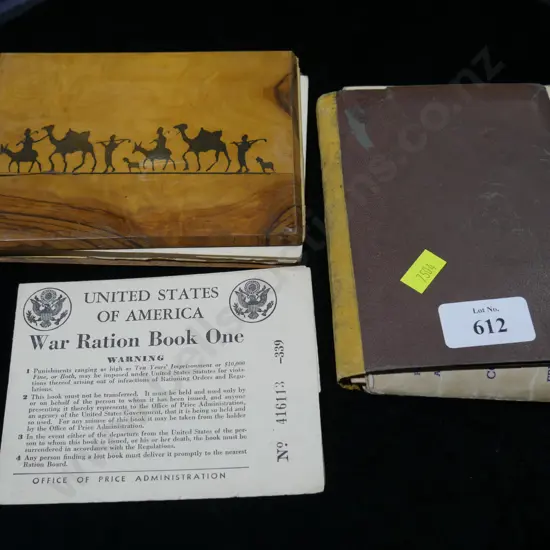 UNITED STATES
OF AMERICA
War Ration Book One
WARNING
1 Punishments ranging as high as Ten Years' Imprisonment or $10,000
Fine, or Both, may be imposed under United States Statutes for viola-
tions thereof arising out of infractions of Rationing Orders and Regu-
lations.
2 This book must not be transferred. It must be held and used only by
or on behalf of the person to whom it has been issued, and anyone
presenting it thereby represents to the Office of Price Administration,
an agency of the United States Government, that it is being so held and
so used. For any misuse of this book it may be taken from the holder
by the Office of Price Administration.
3 In the event either of the departure from the United States of the per-
son to whom this book is issued, or his or her death, the book must be
surrendered in accordance with the Regulations.
4 Any person finding a lost book must deliver it promptly to the nearest
Ration Board.
OFFICE OF PRICE ADMINISTRATION
No 416113 -339
7504
Lot No.
612